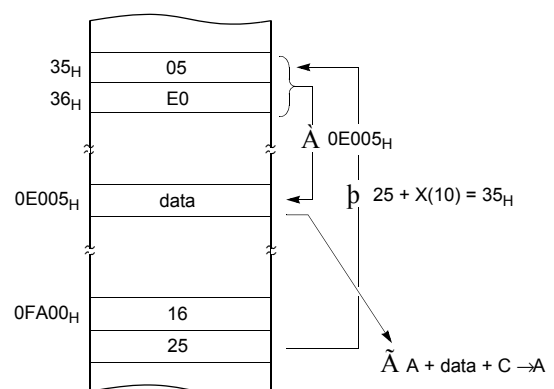 35H 05
36H E0
À 0E005H
0E005H data
þ 25 + X(10) = 35H
0FA00H 16
25
Ã A + data + C →A